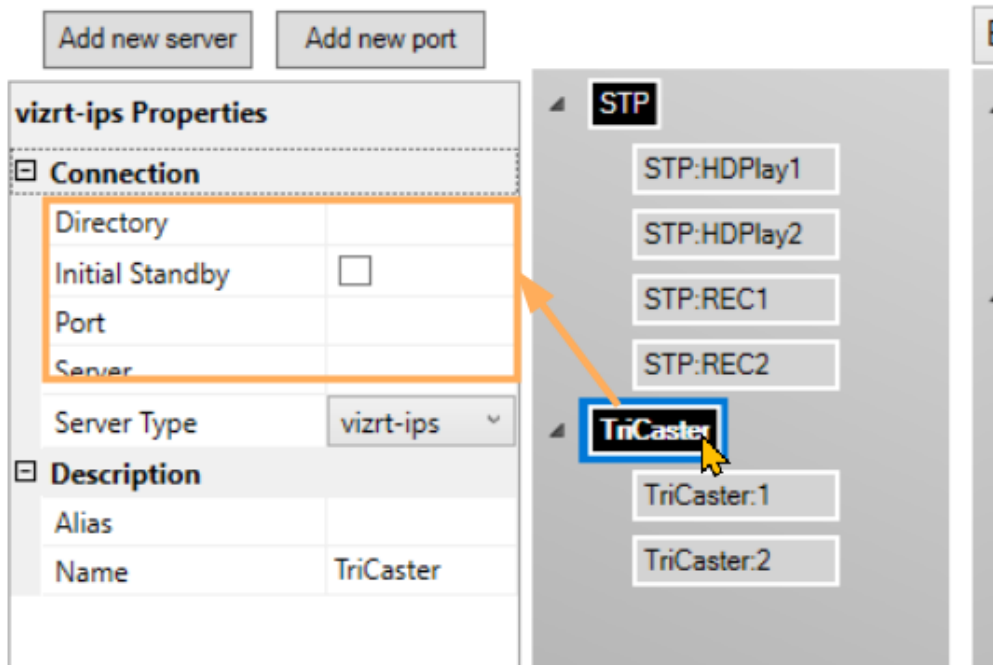 Add new server
Add new port
vizrt-ips Properties
Connection
Directory
Initial Standby
Port
Server
Server Type
vizrt-ips
Description
Alias
Name
TriCaster
STP
STP:HDPlay1
STP:HDPlay2
STP:REC1
STP:REC2
TriCaster
TriCaster:1
TriCaster:2